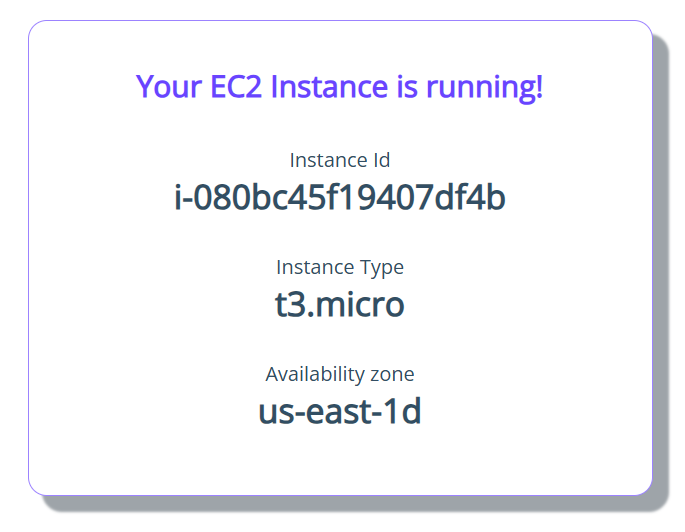 Your EC2 Instance is running!
Instance Id
i-080bc45f19407df4b
Instance Type
t3.micro
Availability zone
us-east-1d